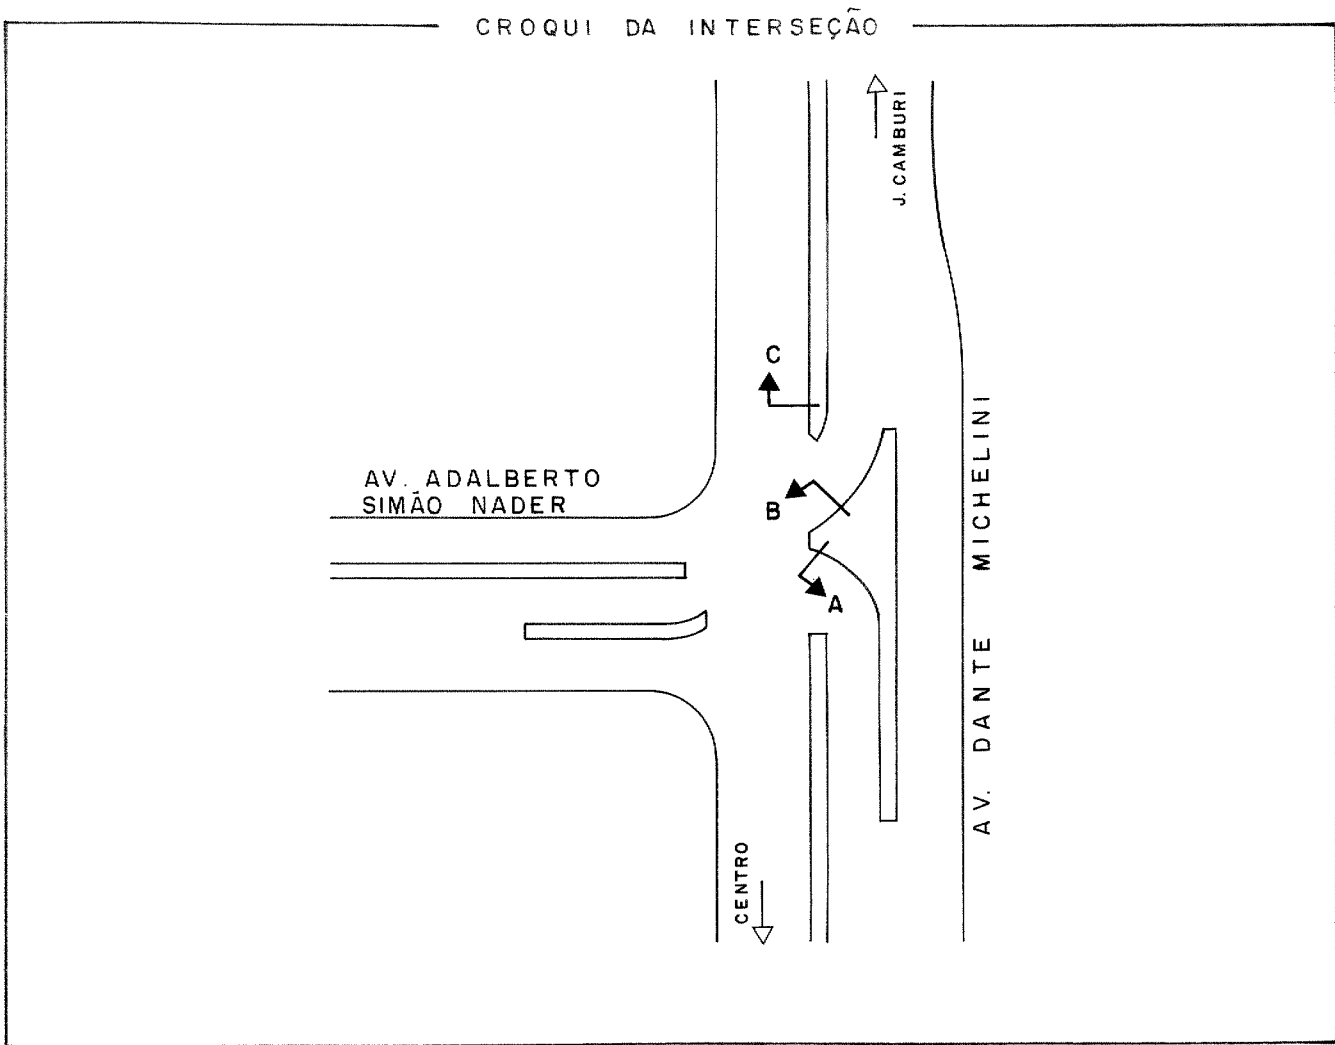 CROQUI DA INTERSEÇÃO
J. CAMBURI
C
AV. ADALBERTO
SIMÃO NADER
B
A
AV. DANTE MICHELINI
CENTRO